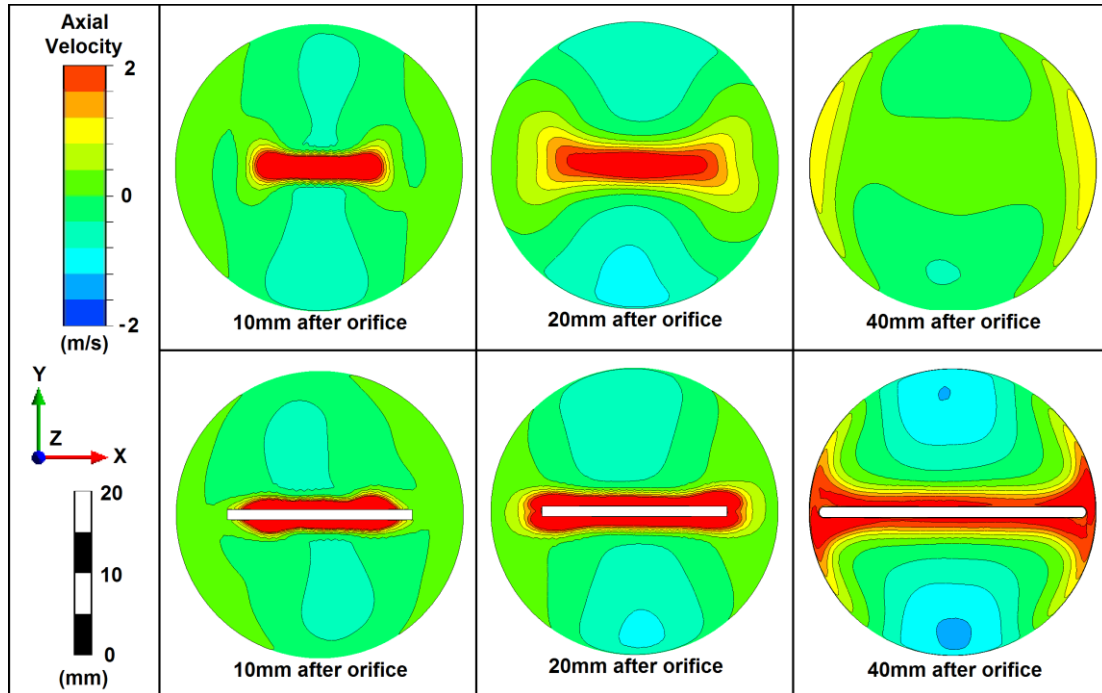 Axial
Velocity
2
0
-2
(m/s)
Y
Z
X
20
10
0
(mm)
10mm after orifice
20mm after orifice
40mm after orifice
10mm after orifice
20mm after orifice
40mm after orifice